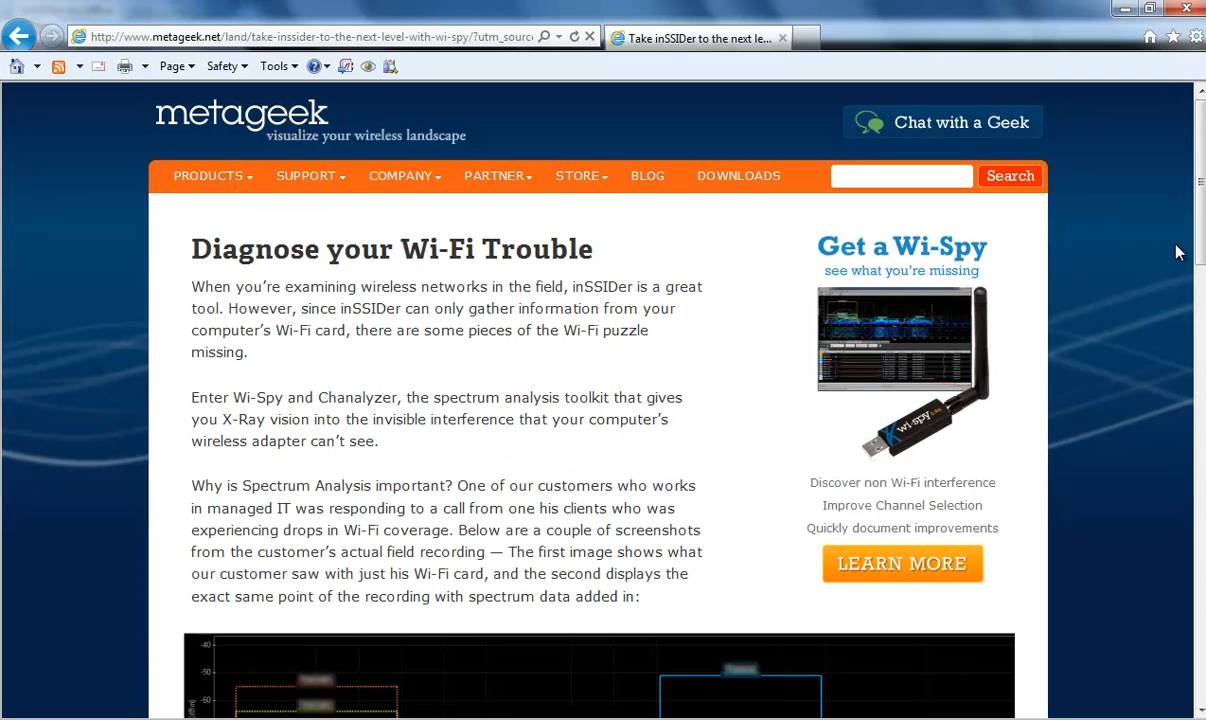 http://www.metageek.net/land/take-inssider-to-the-next-level-with-wi-spy/?utm_sourc
Take inSSIDer to the next le...
Page
Safety
Tools
metageek
visualize your wireless landscape
Chat with a Geek
PRODUCTS
SUPPORT
COMPANY
PARTNER
STORE
BLOG
DOWNLOADS
Search
Diagnose your Wi-Fi Trouble
When you're examining wireless networks in the field, inSSIDer is a great
tool. However, since inSSIDer can only gather information from your
computer's Wi-Fi card, there are some pieces of the Wi-Fi puzzle
missing.
Enter Wi-Spy and Chanalyzer, the spectrum analysis toolkit that gives
you X-Ray vision into the invisible interference that your computer's
wireless adapter can't see.
Why is Spectrum Analysis important? One of our customers who works
in managed IT was responding to a call from one his clients who was
experiencing drops in Wi-Fi coverage. Below are a couple of screenshots
from the customer's actual field recording — The first image shows what
our customer saw with just his Wi-Fi card, and the second displays the
exact same point of the recording with spectrum data added in:
Get a Wi-Spy
see what you're missing
wi-spy
Discover non Wi-Fi interference
Improve Channel Selection
Quickly document improvements
LEARN MORE
-40
-50
-60